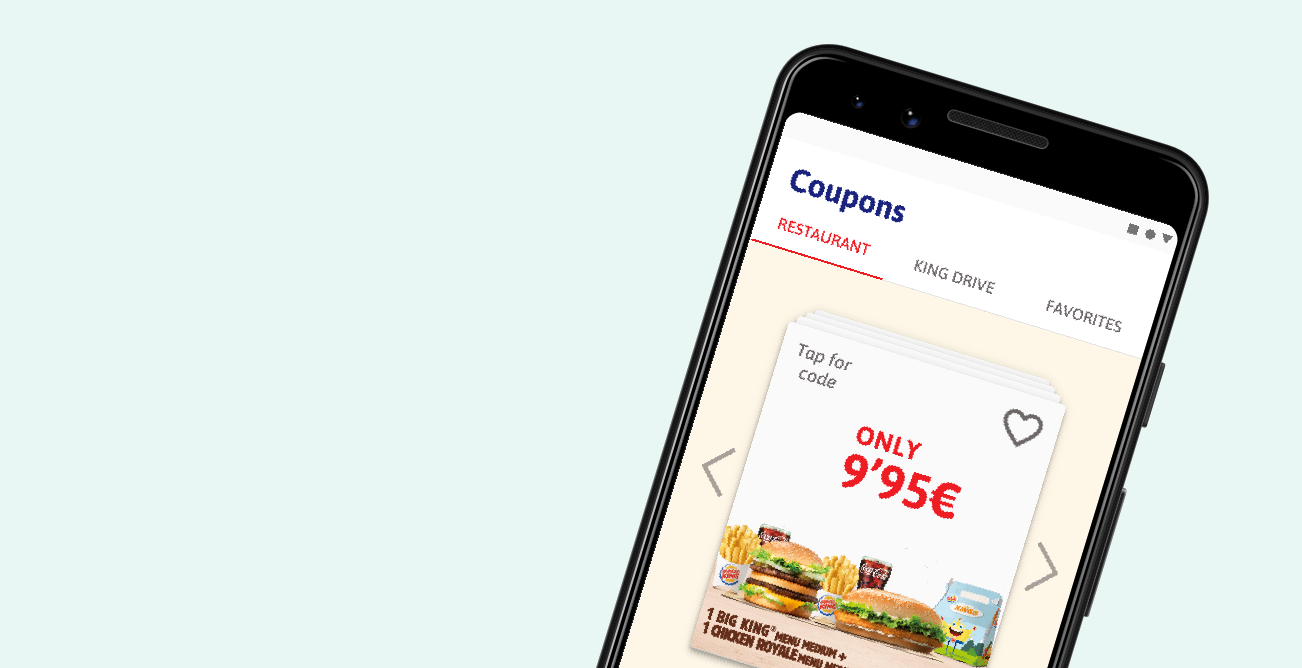 Coupons
RESTAURANT
KING DRIVE
FAVORITES
Tap for
code
ONLY
9’95€
1 BIG KING® MENU MEDIUM +
1 CHICKEN ROYALE MENU